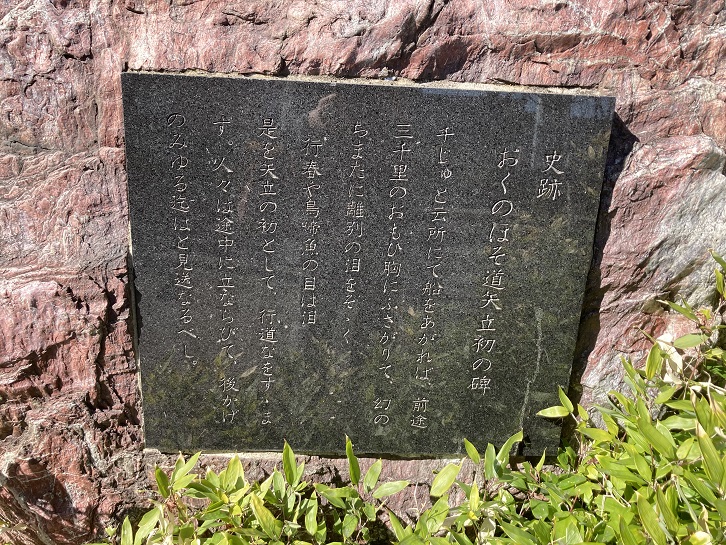 史跡
おくのほそ道矢立初の碑
千じゅと云所にて船をあがれば、前途
三千里のおもひ胸にふさがりて、幻の
ちまたに離別の泪をそゝく
行春や鳥啼魚の目は泪
是を矢立の初として、行道なをすゝま
す。人々は途中に立ならびて、後かげ
のみゆる迄はと見送なるべし。